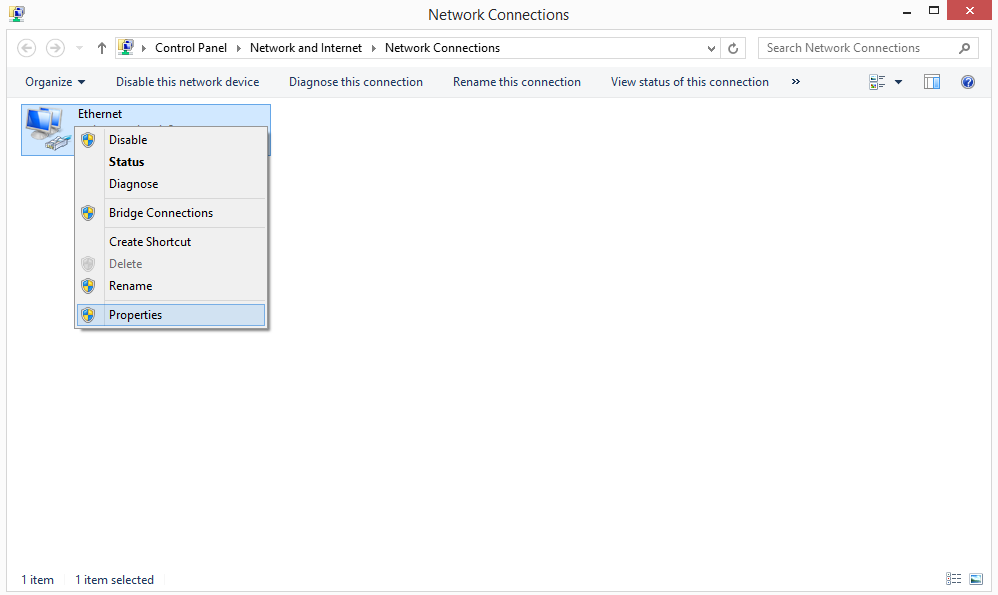 Network Connections
Control Panel Network and Internet Network Connections
Search Network Connections
Organize Disable this network device Diagnose this connection Rename this connection View status of this connection »
Ethernet
Disable
Status
Diagnose
Bridge Connections
Create Shortcut
Delete
Rename
Properties
1 item 1 item selected